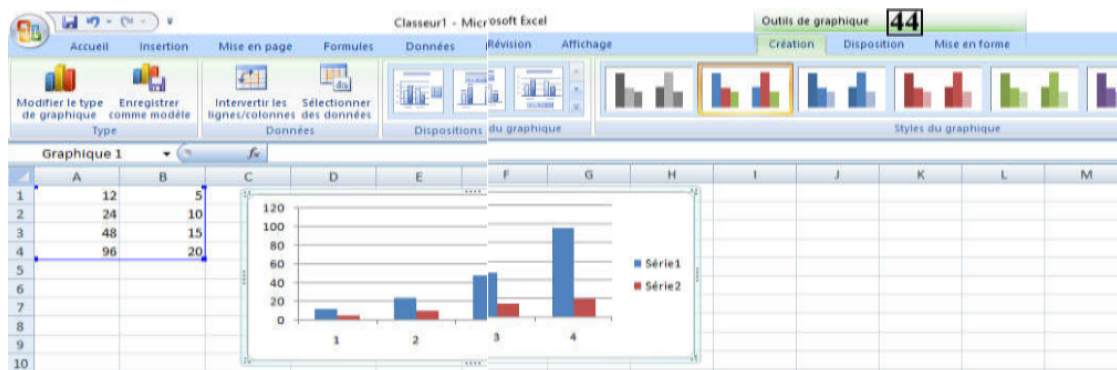 Classeur1 - Microsoft Excel Outils de graphique 44
Accueil Insertion Mise en page Formules Données Révision Affichage Création Disposition Mise en forme
Modifier le type de graphique
Enregistrer comme modèle
Intervertir les lignes/colonnes
Sélectionner des données
Type Données Dispositions du graphique Styles du graphique
Graphique 1 fx
A B C D E F G H I J K L M
1 12 5
2 24 10
3 48 15
4 96 20
5
6
7
8
9
10
120
100
80
60
40
20
0
1 2 3 4
Série1
Série2